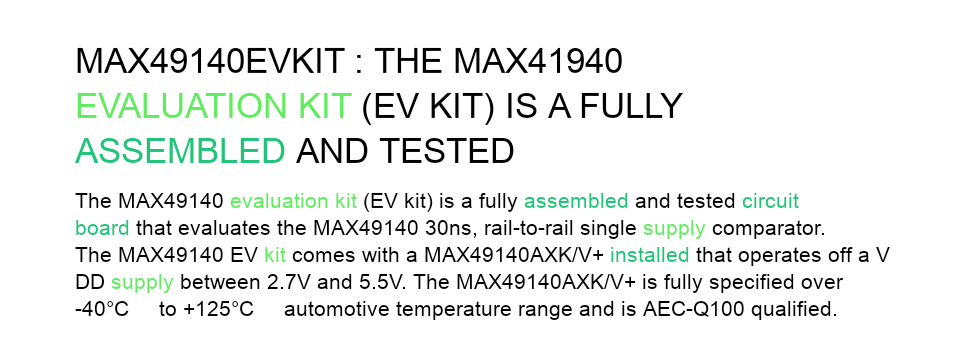 MAX49140EVKIT : THE MAX41940
EVALUATION KIT (EV KIT) IS A FULLY
ASSEMBLED AND TESTED
The MAX49140 evaluation kit (EV kit) is a fully assembled and tested circuit
board that evaluates the MAX49140 30ns, rail-to-rail single supply comparator.
The MAX49140 EV kit comes with a MAX49140AXK/V+ installed that operates off a V
DD supply between 2.7V and 5.5V. The MAX49140AXK/V+ is fully specified over
-40°C to +125°C automotive temperature range and is AEC-Q100 qualified.